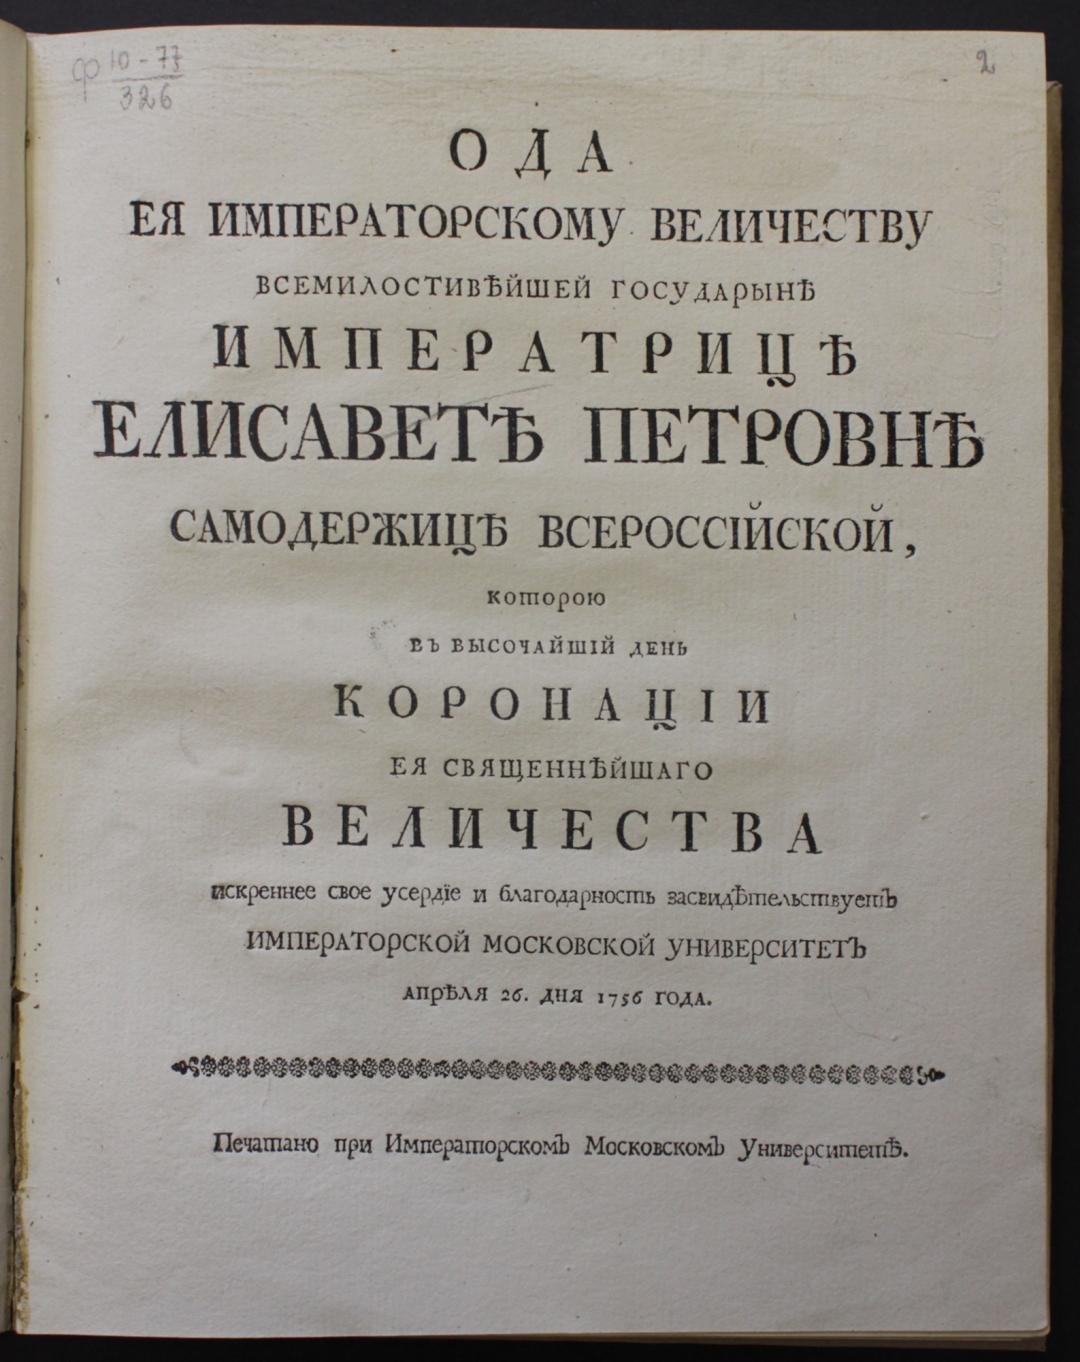 Ф 10-77
326
2
ОДА
ЕЯ ИМПЕРАТОРСКОМУ ВЕЛИЧЕСТВУ
ВСЕМИЛОСТИВѢЙШЕЙ ГОСУДАРЫНѢ
ИМПЕРАТРИЦѢ
ЕЛИСАВЕТѢ ПЕТРОВНѢ
САМОДЕРЖИЦѢ ВСЕРОССІЙСКОЙ,
которою
ВЪ ВЫСОЧАЙШІЙ ДЕНЬ
КОРОНАЦІИ
ЕЯ СВЯЩЕННѢЙШАГО
ВЕЛИЧЕСТВА
искреннее свое усердїе и благодарность засвидѣтельствуетъ
ИМПЕРАТОРСКОЙ МОСКОВСКОЙ УНИВЕРСИТЕТЪ
АПРѢЛЯ 26. ДНЯ 1756 ГОДА.
Печатано при Императорскомъ Московскомъ Университетѣ.